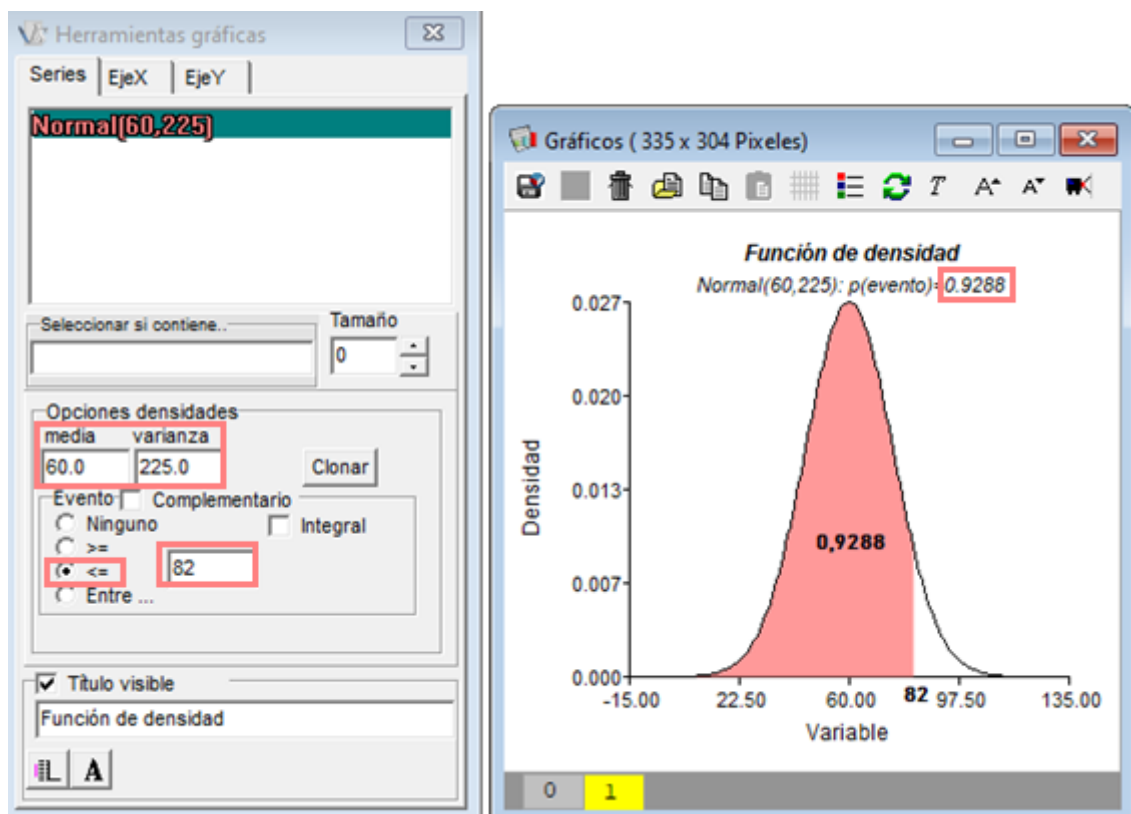 Herramientas gráficas
Series EjeX EjeY
Normal(60,225)
Seleccionar si contiene.. Tamaño
0
Opciones densidades
media varianza
60.0 225.0 Clonar
Evento Complementario
Ninguno Integral
>=
<= 82
Entre ...
Título visible
Función de densidad
L A
Gráficos ( 335 x 304 Pixeles)
T A A
Función de densidad
Normal(60,225): p(evento)=0.9288
0.027
0.020
0.013
0.007
0.000
Densidad
0,9288
-15.00 22.50 60.00 82 97.50 135.00
Variable
0 1